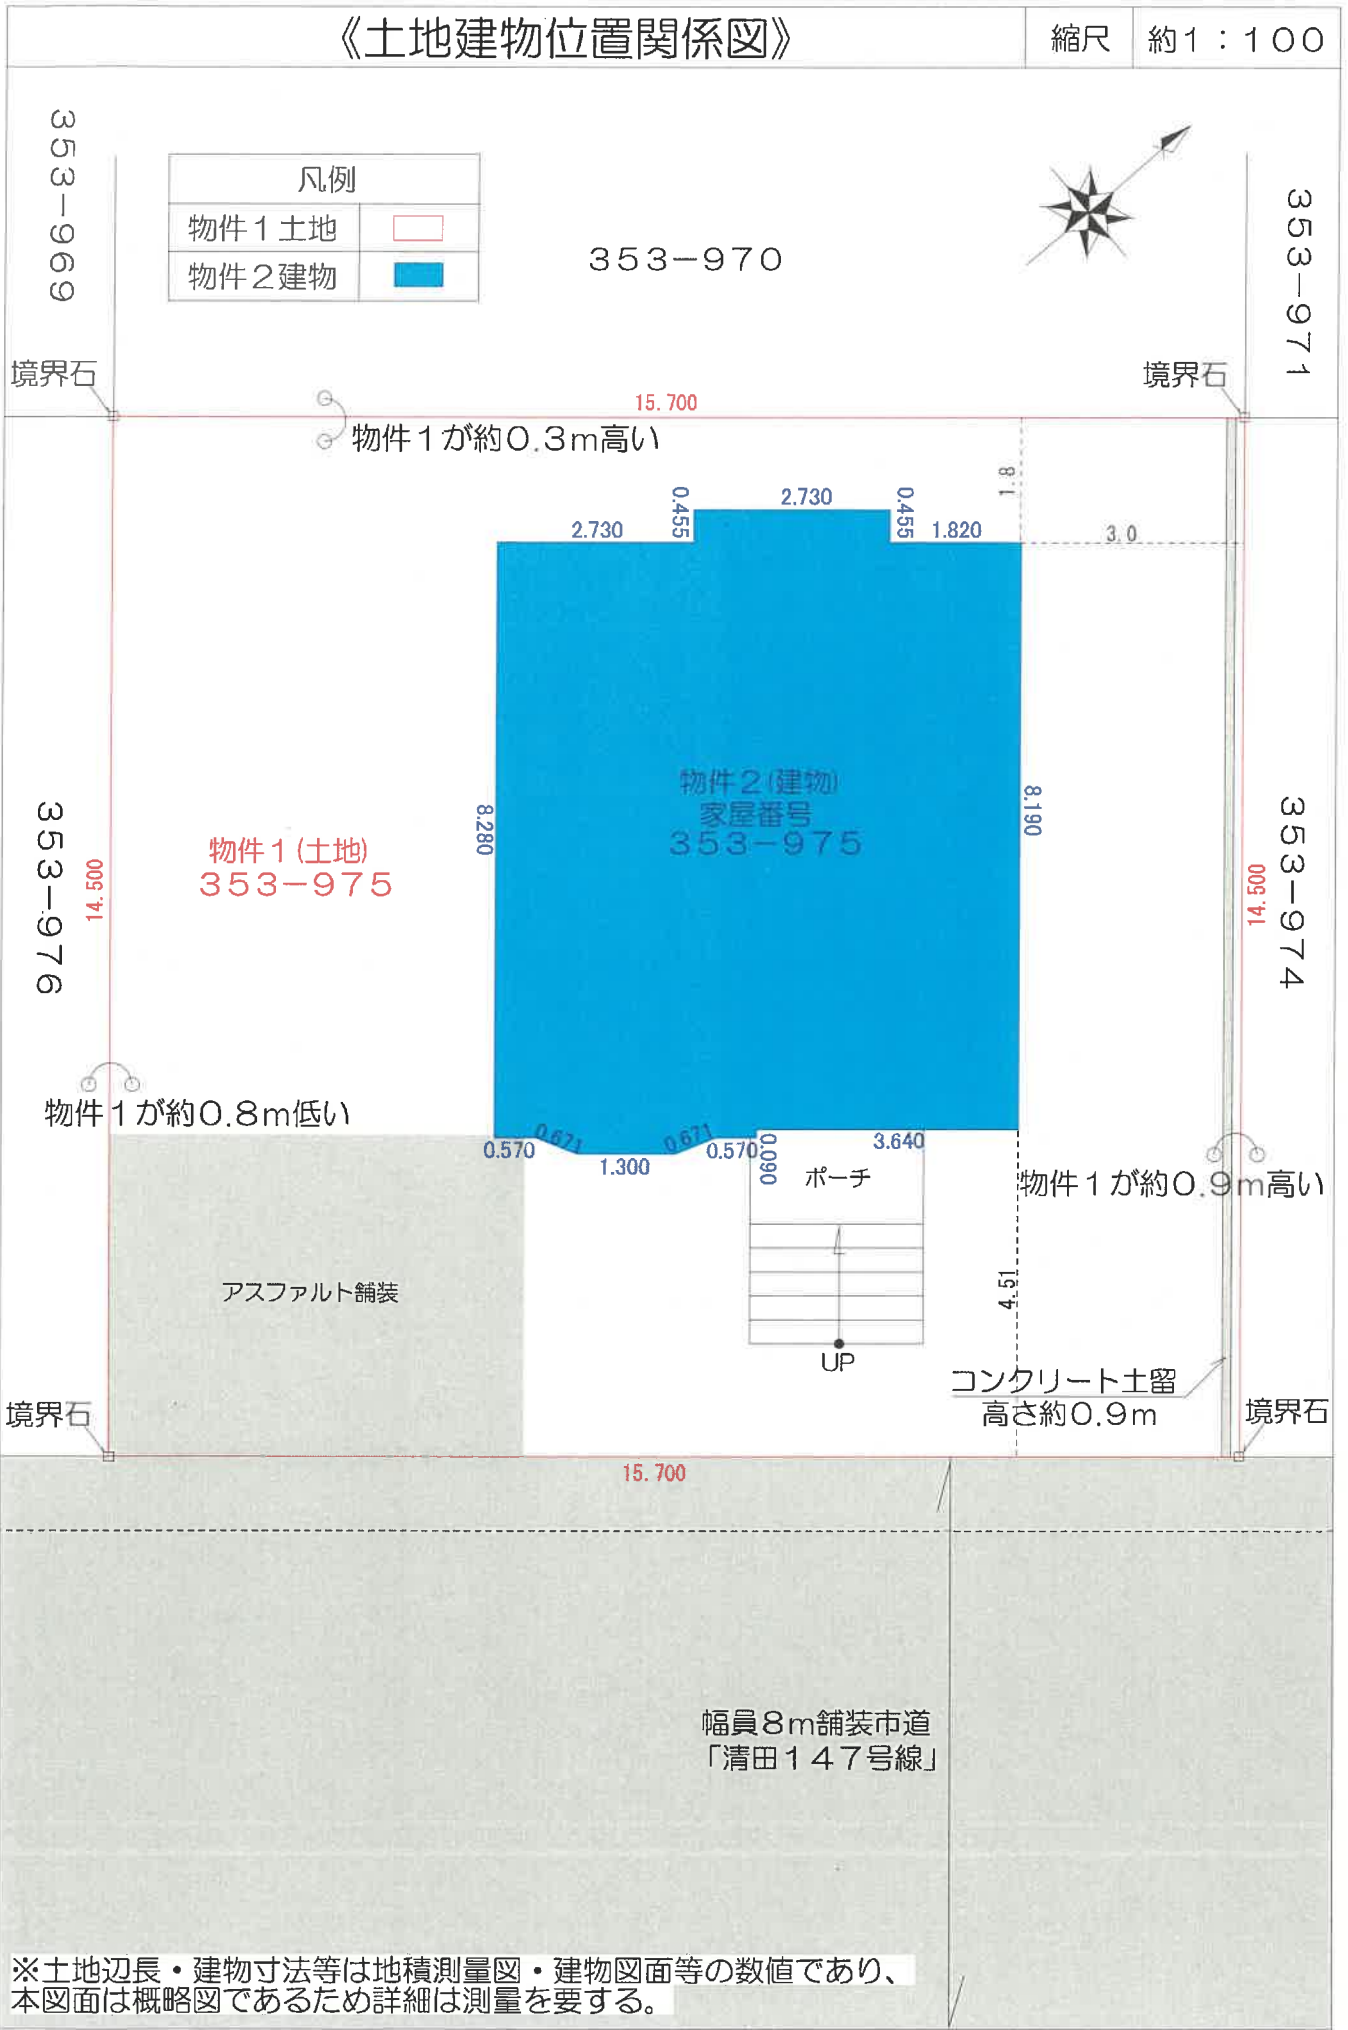 《土地建物位置関係図》
縮尺
約1：100
353-969
凡例
物件1土地
物件2建物
353-970
353-971
境界石
境界石
15.700
物件1が約0.3m高い
1.8
2.730
0.455
0.455
2.730
1.820
3.0
物件2(建物)
家屋番号
353-975
8.280
8.190
物件1(土地)
353-975
353-976
14.500
14.500
353-974
物件1が約0.8m低い
0.570
0.671
1.300
0.671
0.570
0.090
3.640
ポーチ
物件1が約0.9m高い
アスファルト舗装
4.51
UP
コンクリート土留
高さ約0.9m
境界石
境界石
15.700
幅員8m舗装市道
「清田147号線」
※土地辺長・建物寸法等は地積測量図・建物図面等の数値であり、
本図面は概略図であるため詳細は測量を要する。